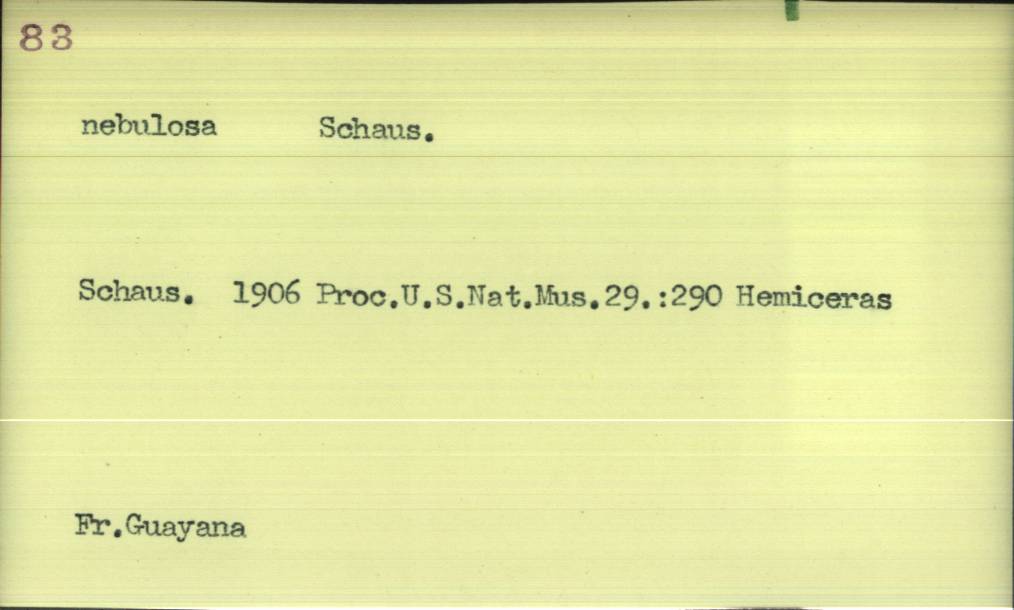 83
nebulosa Schaus.
Schaus. 1906 Proc.U.S.Nat.Mus.29.:290 Hemiceras
Fr.Guayana